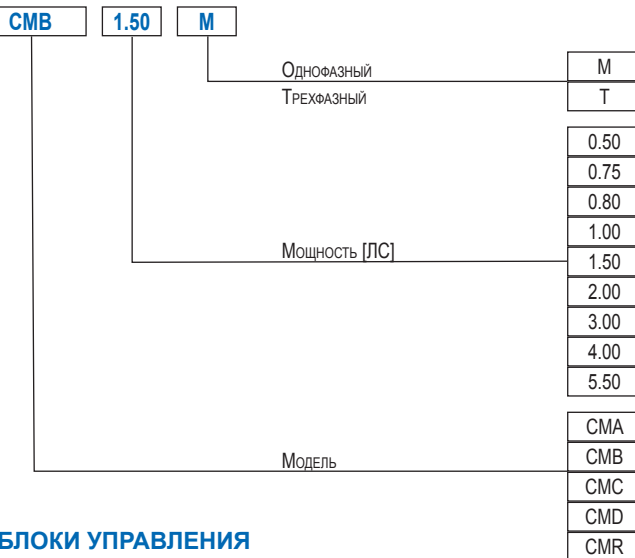 CMB 1.50 M
Однофазный M
Трехфазный T
0.50
0.75
0.80
1.00
Мощность [ЛС]
1.50
2.00
3.00
4.00
5.50
CMA
Модель CMB
CMC
CMD
БЛОКИ УПРАВЛЕНИЯ
CMR